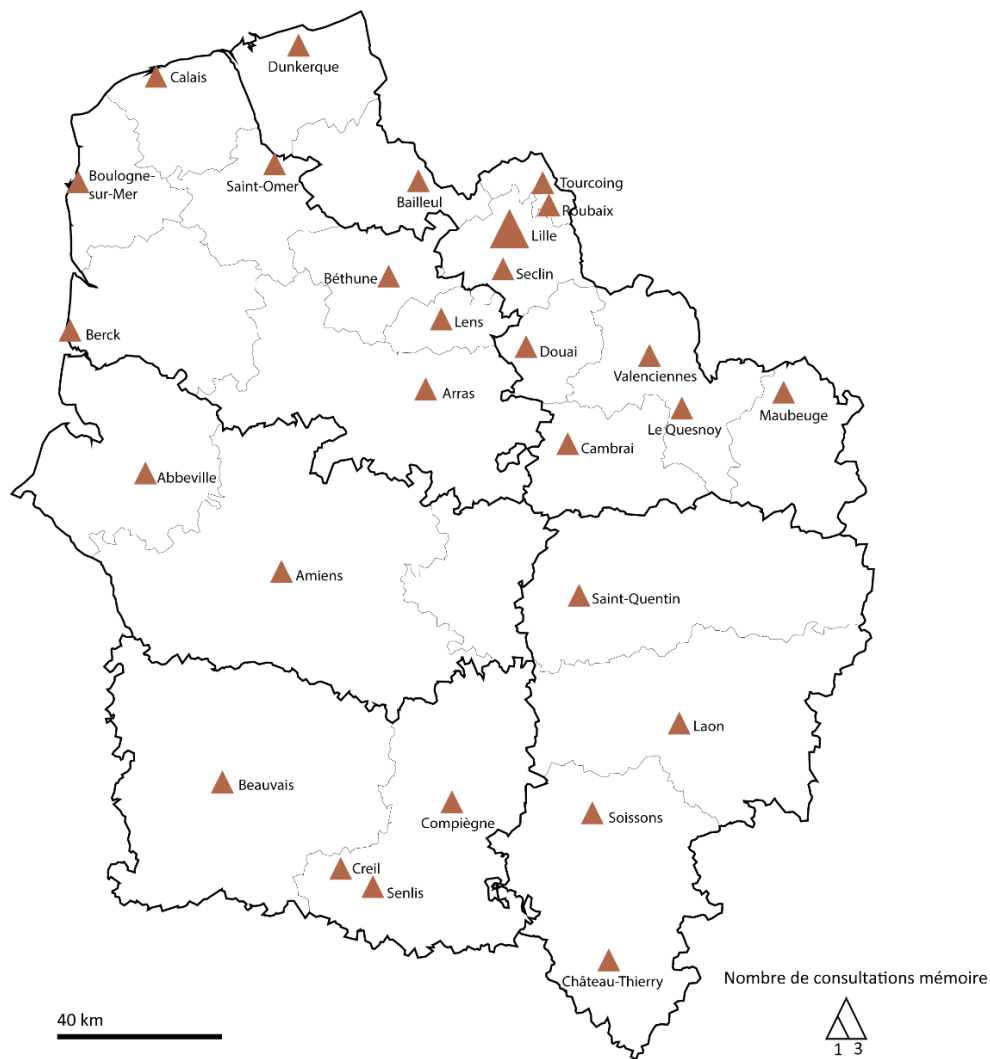 Dunkerque
Calais
Boulogne-
sur-Mer
Saint-Omer
Bailleul
Tourcoing
Roubaix
Lille
Seclin
Béthune
Lens
Berck
Douai
Valenciennes
Arras
Maubeuge
Le Quesnoy
Cambrai
Abbeville
Amiens
Saint-Quentin
Laon
Beauvais
Compiègne
Soissons
Creil
Senlis
Château-Thierry
Nombre de consultations mémoire
40 km
1 3